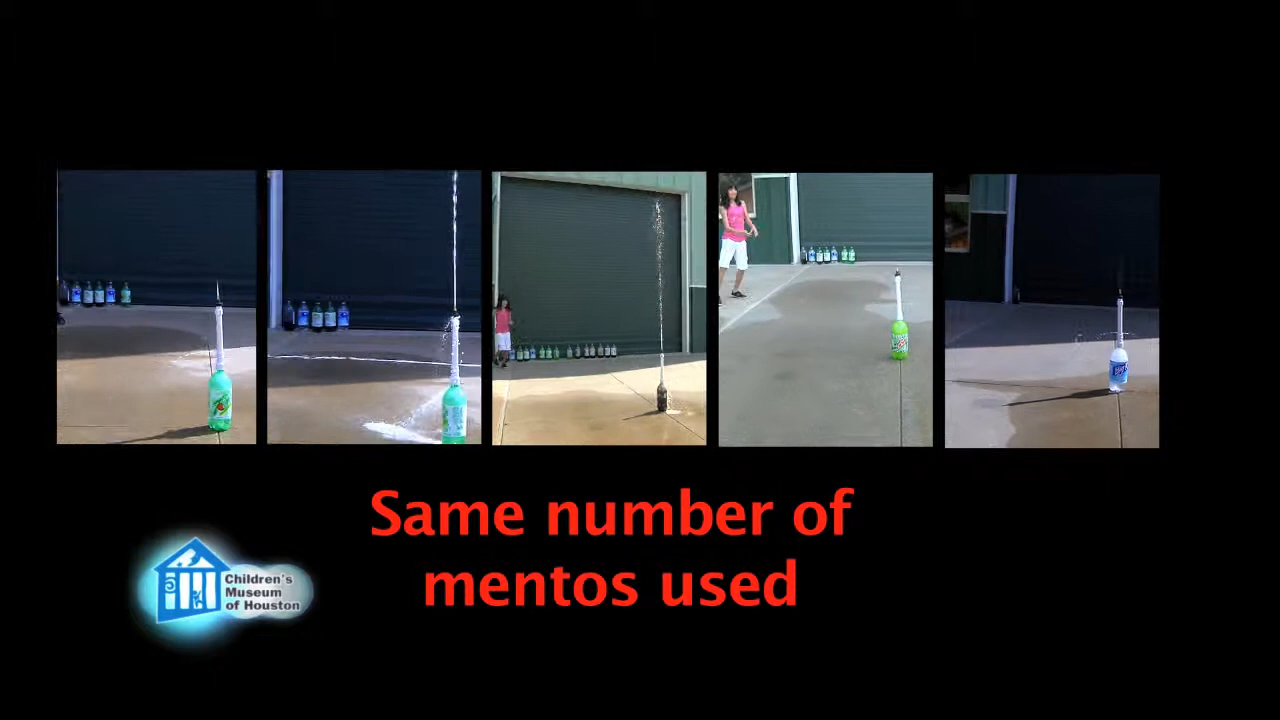 Same number of
mentos used
Children's
Museum
of Houston